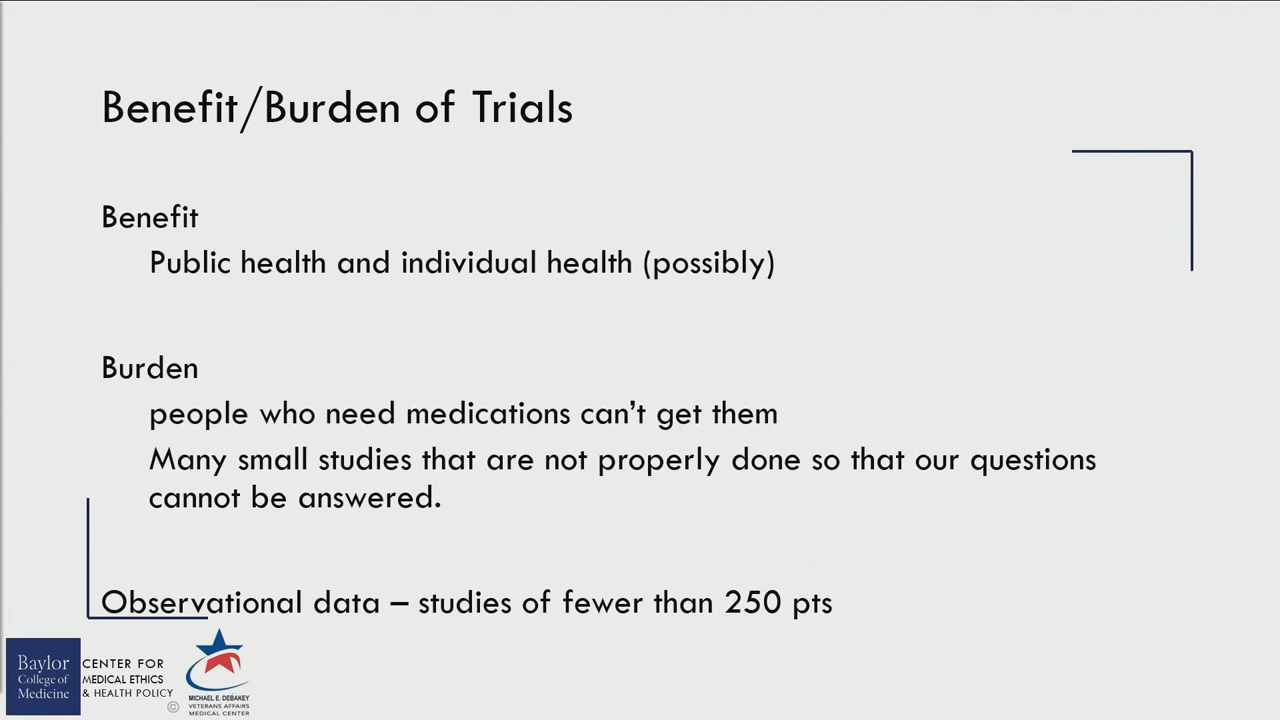 Benefit/Burden of Trials
Benefit
Public health and individual health (possibly)
Burden
people who need medications can’t get them
Many small studies that are not properly done so that our questions
cannot be answered.
Observational data – studies of fewer than 250 pts
Baylor
College of
Medicine
CENTER FOR
MEDICAL ETHICS
& HEALTH POLICY
©
MICHAEL E. DEBAKEY
VETERANS AFFAIRS
MEDICAL CENTER